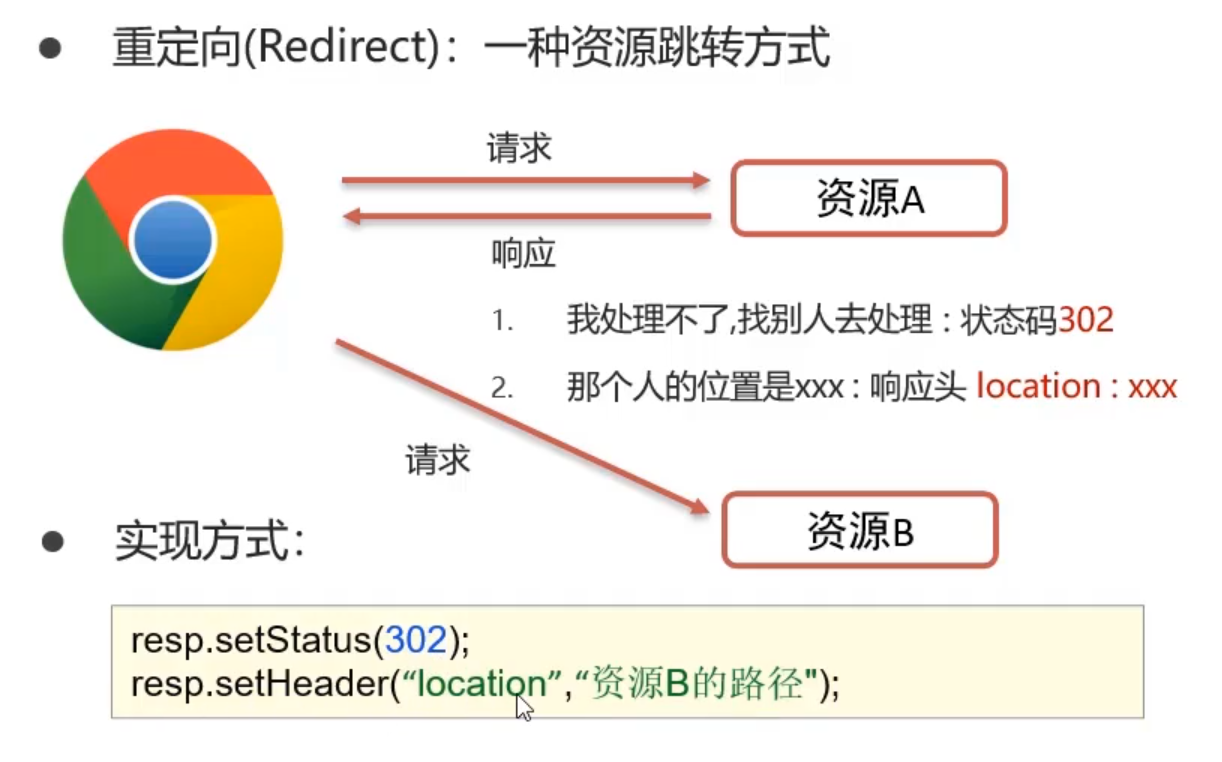 重定向(Redirect)：一种资源跳转方式
请求
资源A
响应
1. 我处理不了,找别人去处理 : 状态码302
2. 那个人的位置是xxx : 响应头 location : xxx
请求
资源B
实现方式：
resp.setStatus(302);
resp.setHeader(“location”,“资源B的路径");